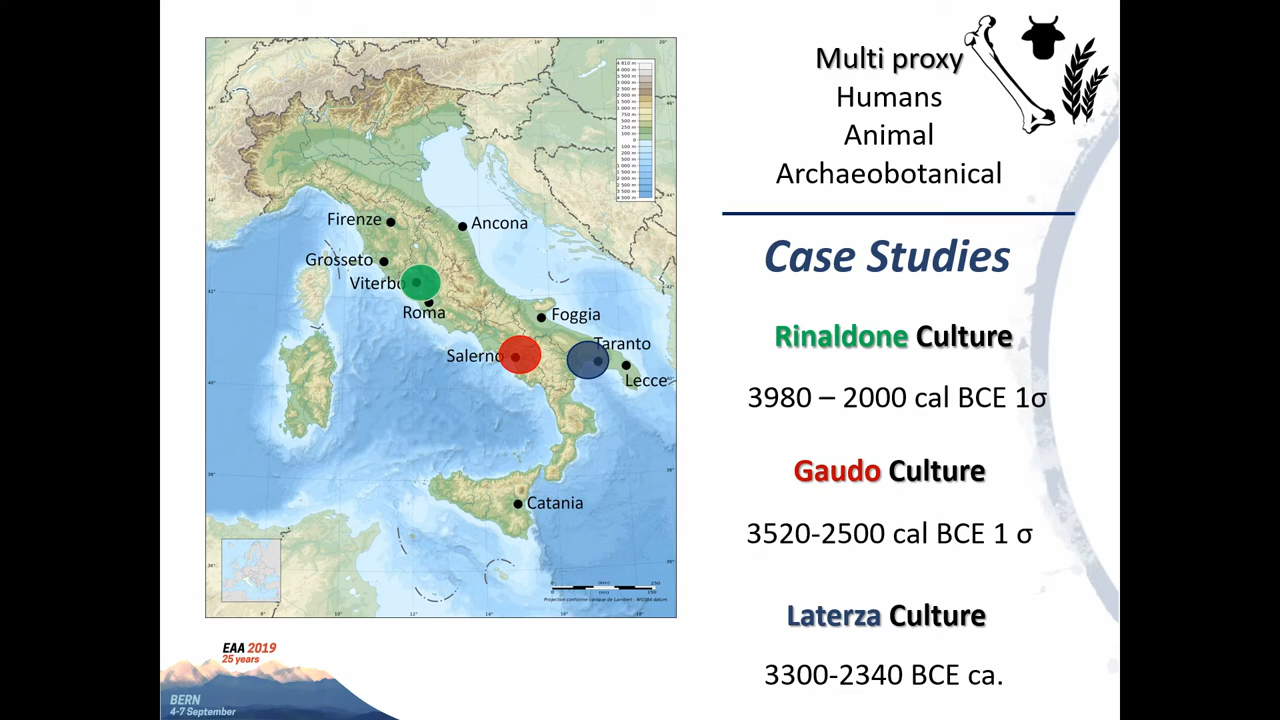 Firenze
Ancona
Grosseto
Viterbo
Roma
Foggia
Taranto
Salerno
Lecce
Catania
EAA 2019
25 years
BERN
4-7 September
Multi proxy
Humans
Animal
Archaeobotanical
Case Studies
Rinaldone Culture
3980 – 2000 cal BCE 1σ
Gaudo Culture
3520-2500 cal BCE 1 σ
Laterza Culture
3300-2340 BCE ca.